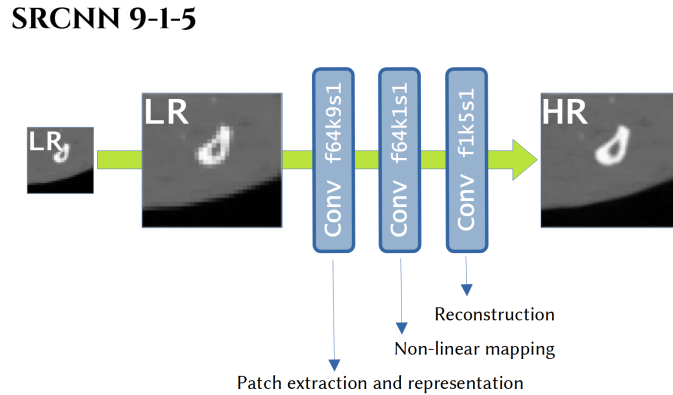 SRCNN 9-1-5
LR
LR
Conv f64k9s1
Conv f64k1s1
Conv f1k5s1
HR
Reconstruction
Non-linear mapping
Patch extraction and representation